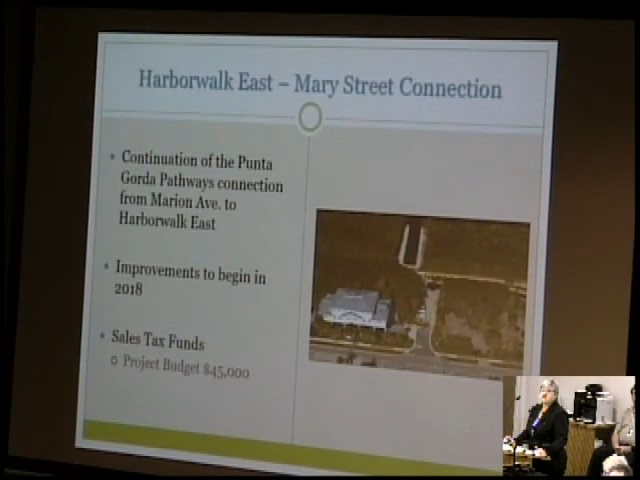 Harborwalk East – Mary Street Connection
Continuation of the Punta
Gorda Pathways connection
from Marion Ave. to
Harborwalk East
Improvements to begin in
2018
Sales Tax Funds
Project Budget $45,000